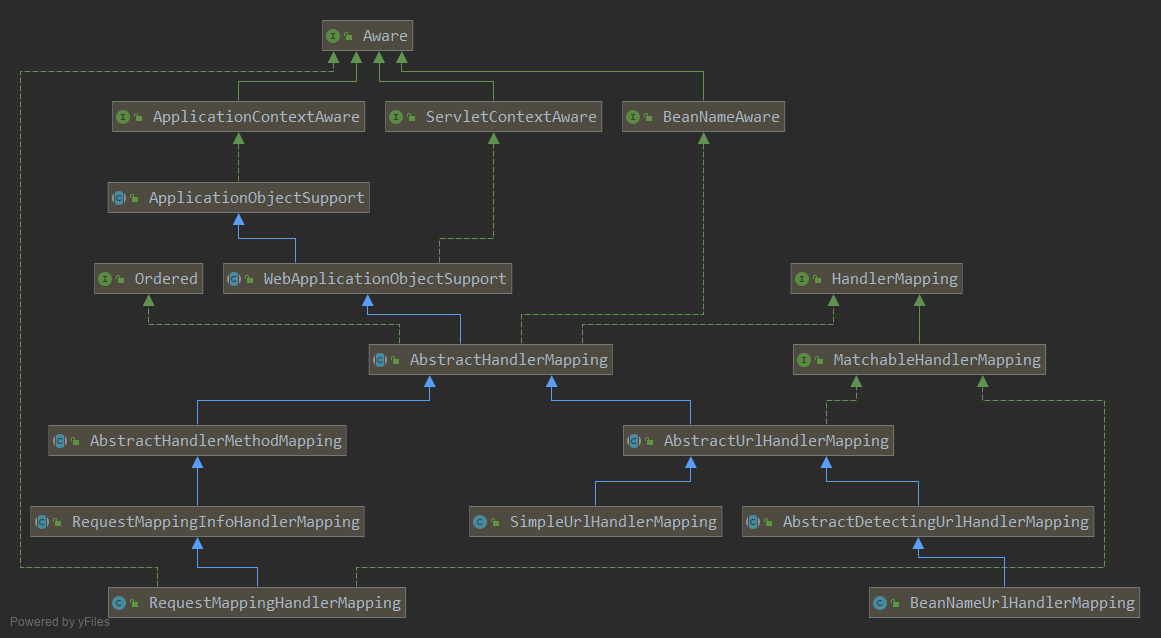 Aware
ApplicationContextAware
ServletContextAware
BeanNameAware
ApplicationObjectSupport
Ordered
WebApplicationObjectSupport
HandlerMapping
AbstractHandlerMapping
MatchableHandlerMapping
AbstractHandlerMethodMapping
AbstractUrlHandlerMapping
RequestMappingInfoHandlerMapping
SimpleUrlHandlerMapping
AbstractDetectingUrlHandlerMapping
RequestMappingHandlerMapping
BeanNameUrlHandlerMapping
Powered by yFiles